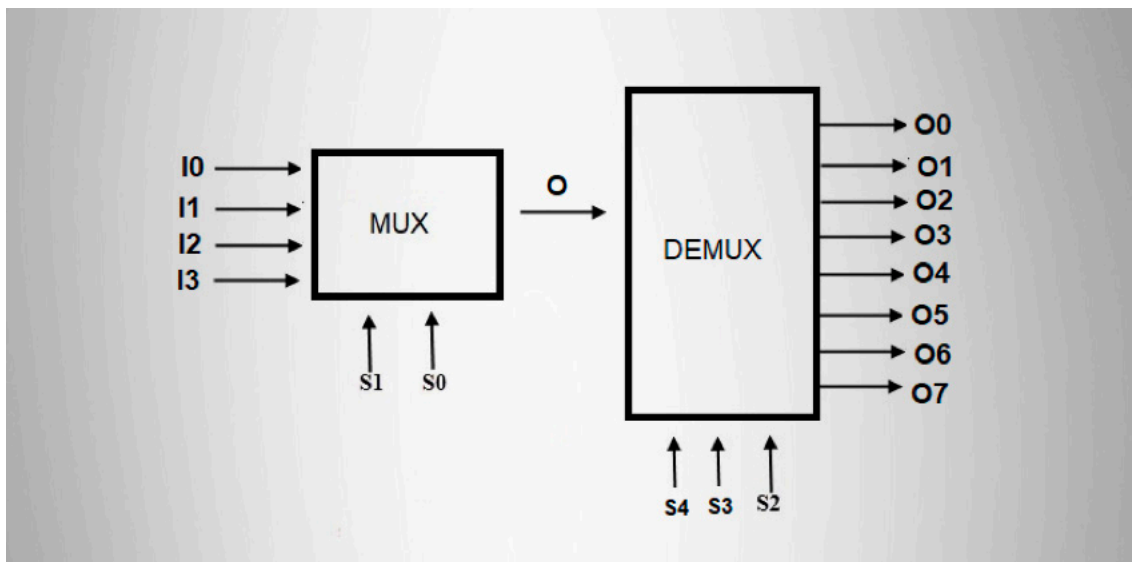 I0
I1
I2
I3
MUX
S1 S0
O
DEMUX
S4 S3 S2
O0
O1
O2
O3
O4
O5
O6
O7